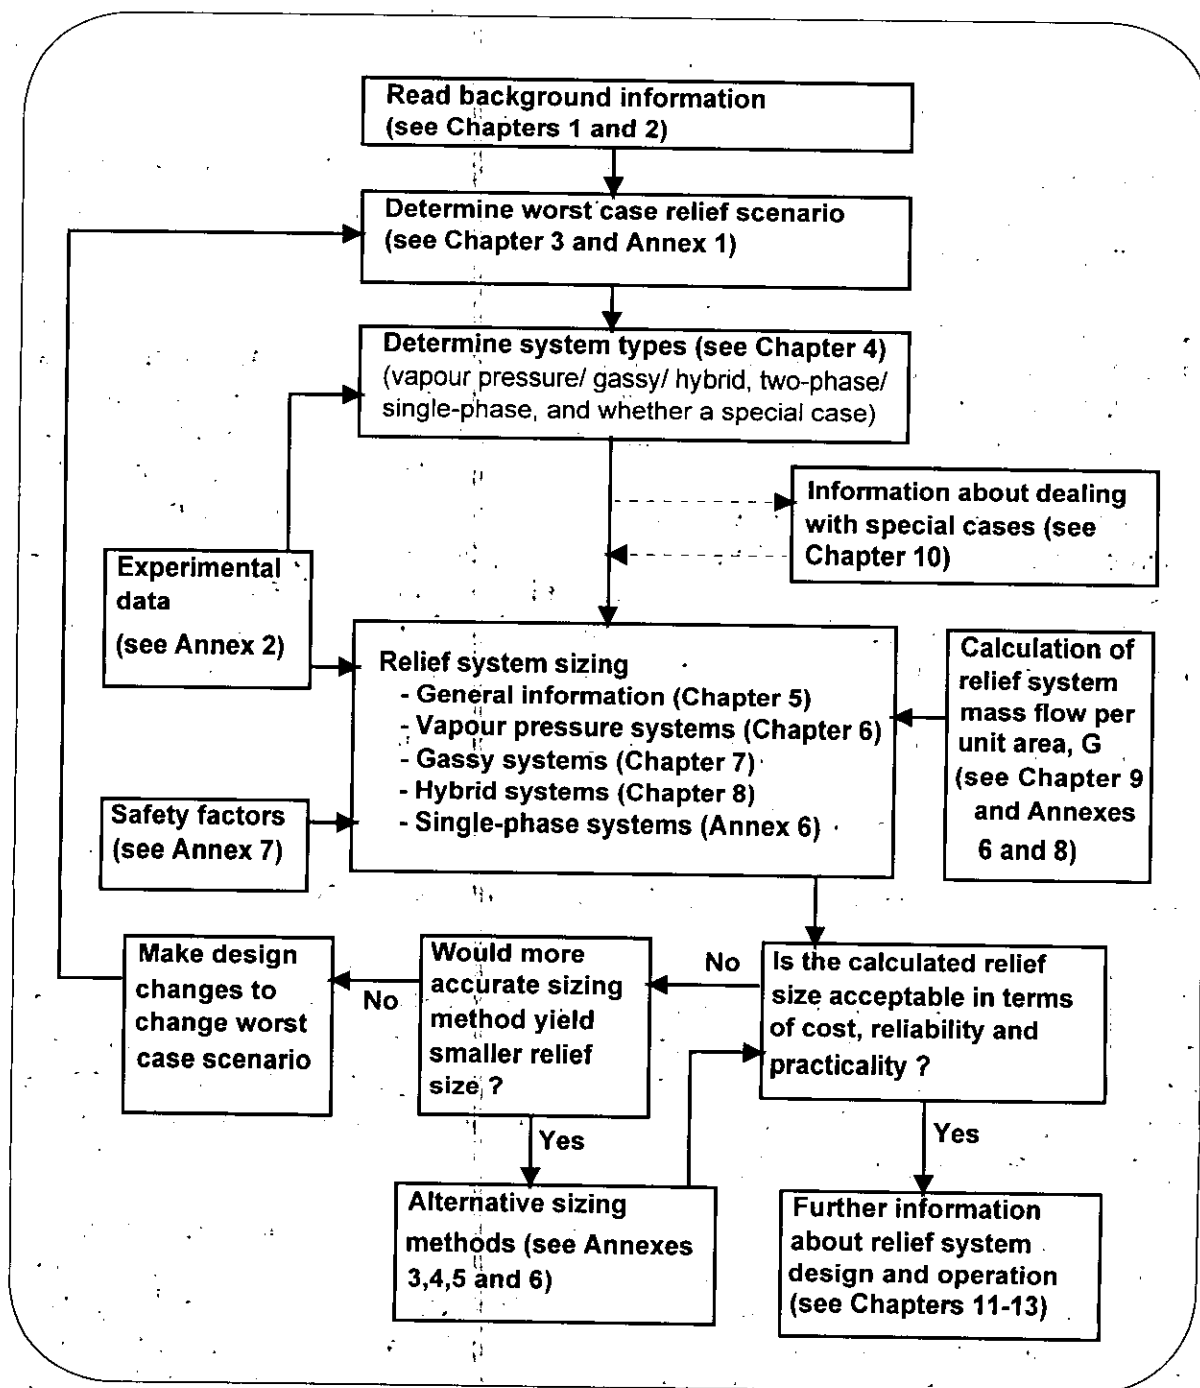 Read background information
(see Chapters 1 and 2)
Determine worst case relief scenario
(see Chapter 3 and Annex 1)
Determine system types (see Chapter 4)
(vapour pressure/ gassy/ hybrid, two-phase/
single-phase, and whether a special case)
Information about dealing
with special cases (see
Chapter 10)
Experimental
data
(see Annex 2)
Relief system sizing
- General information (Chapter 5)
- Vapour pressure systems (Chapter 6)
- Gassy systems (Chapter 7)
- Hybrid systems (Chapter 8)
- Single-phase systems (Annex 6)
Calculation of
relief system
mass flow per
unit area, G
(see Chapter 9
and Annexes
6 and 8)
Safety factors
(see Annex 7)
Make design
changes to
change worst
case scenario
No
Would more
accurate sizing
method yield
smaller relief
size ?
No
Is the calculated relief
size acceptable in terms
of cost, reliability and
practicality ?
Yes
Yes
Alternative sizing
methods (see Annexes
3,4,5 and 6)
Further information
about relief system
design and operation
(see Chapters 11-13)